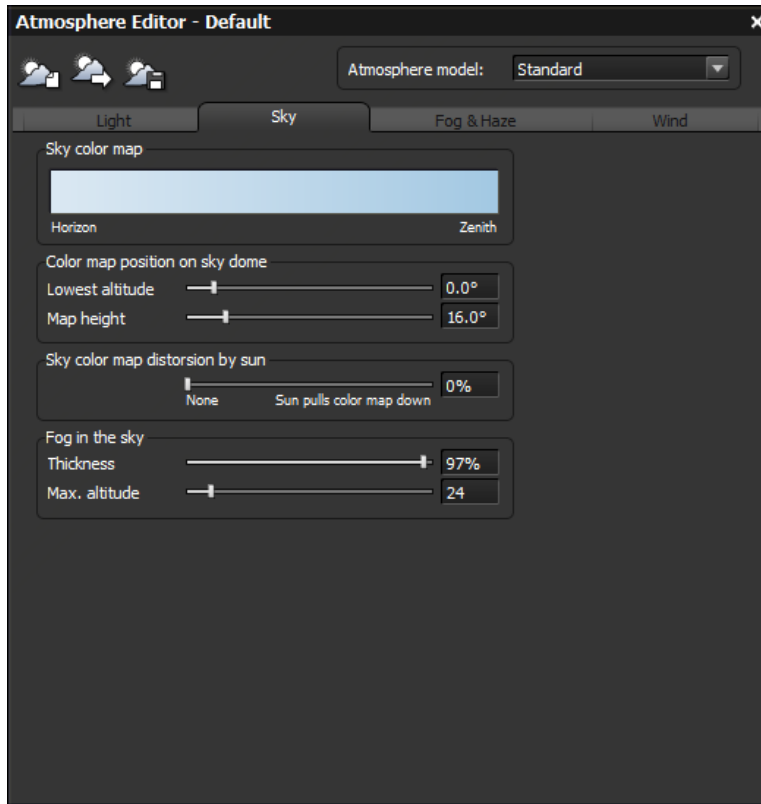 Atmosphere Editor - Default
Atmosphere model: Standard
Light Sky Fog & Haze Wind
Sky color map
Horizon Zenith
Color map position on sky dome
Lowest altitude 0.0°
Map height 16.0°
Sky color map distorsion by sun
0%
None Sun pulls color map down
Fog in the sky
Thickness 97%
Max. altitude 24